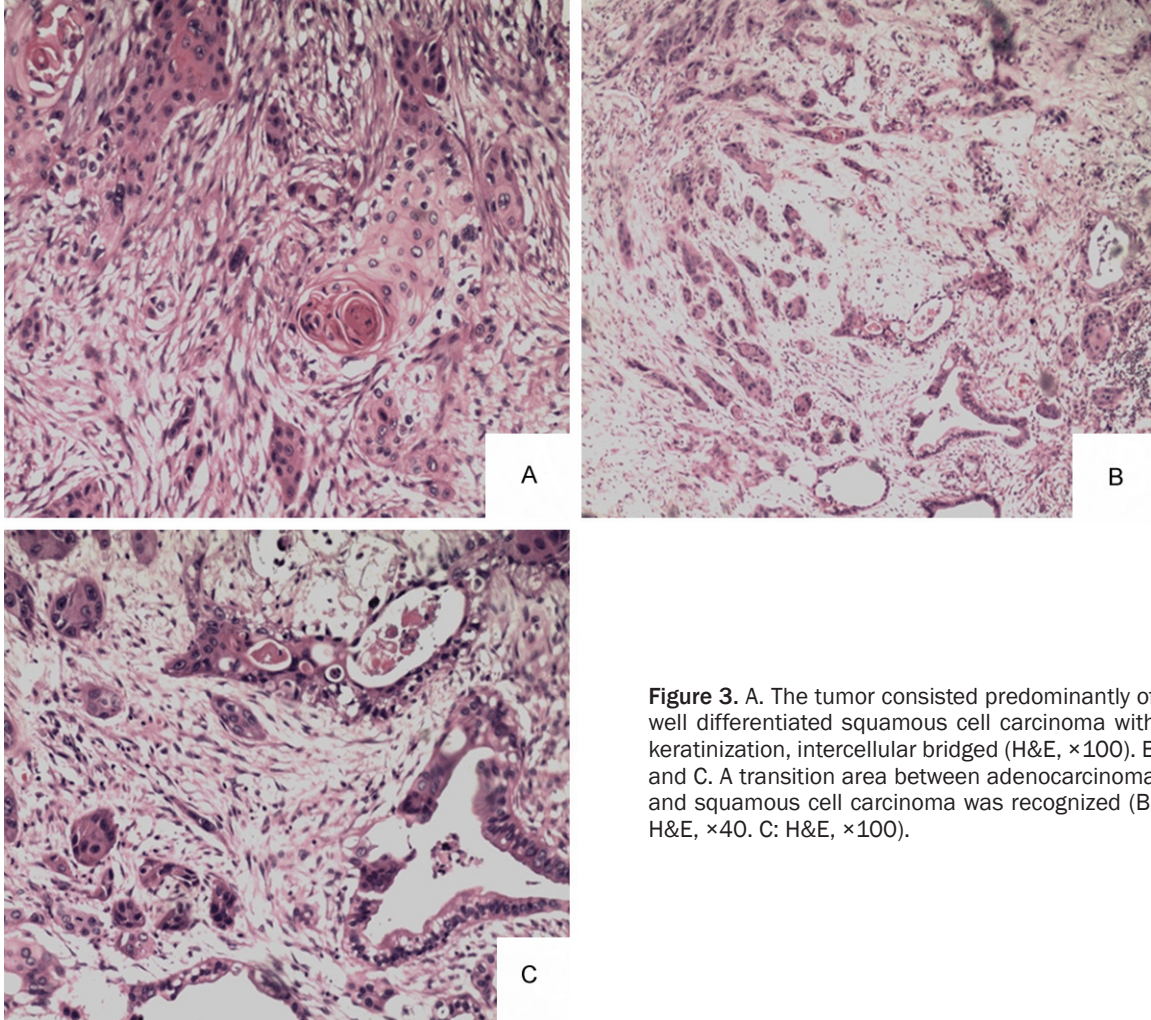 A
B
C
Figure 3. A. The tumor consisted predominantly of
well differentiated squamous cell carcinoma with
keratinization, intercellular bridged (H&E, ×100). B
and C. A transition area between adenocarcinoma
and squamous cell carcinoma was recognized (B:
H&E, ×40. C: H&E, ×100).